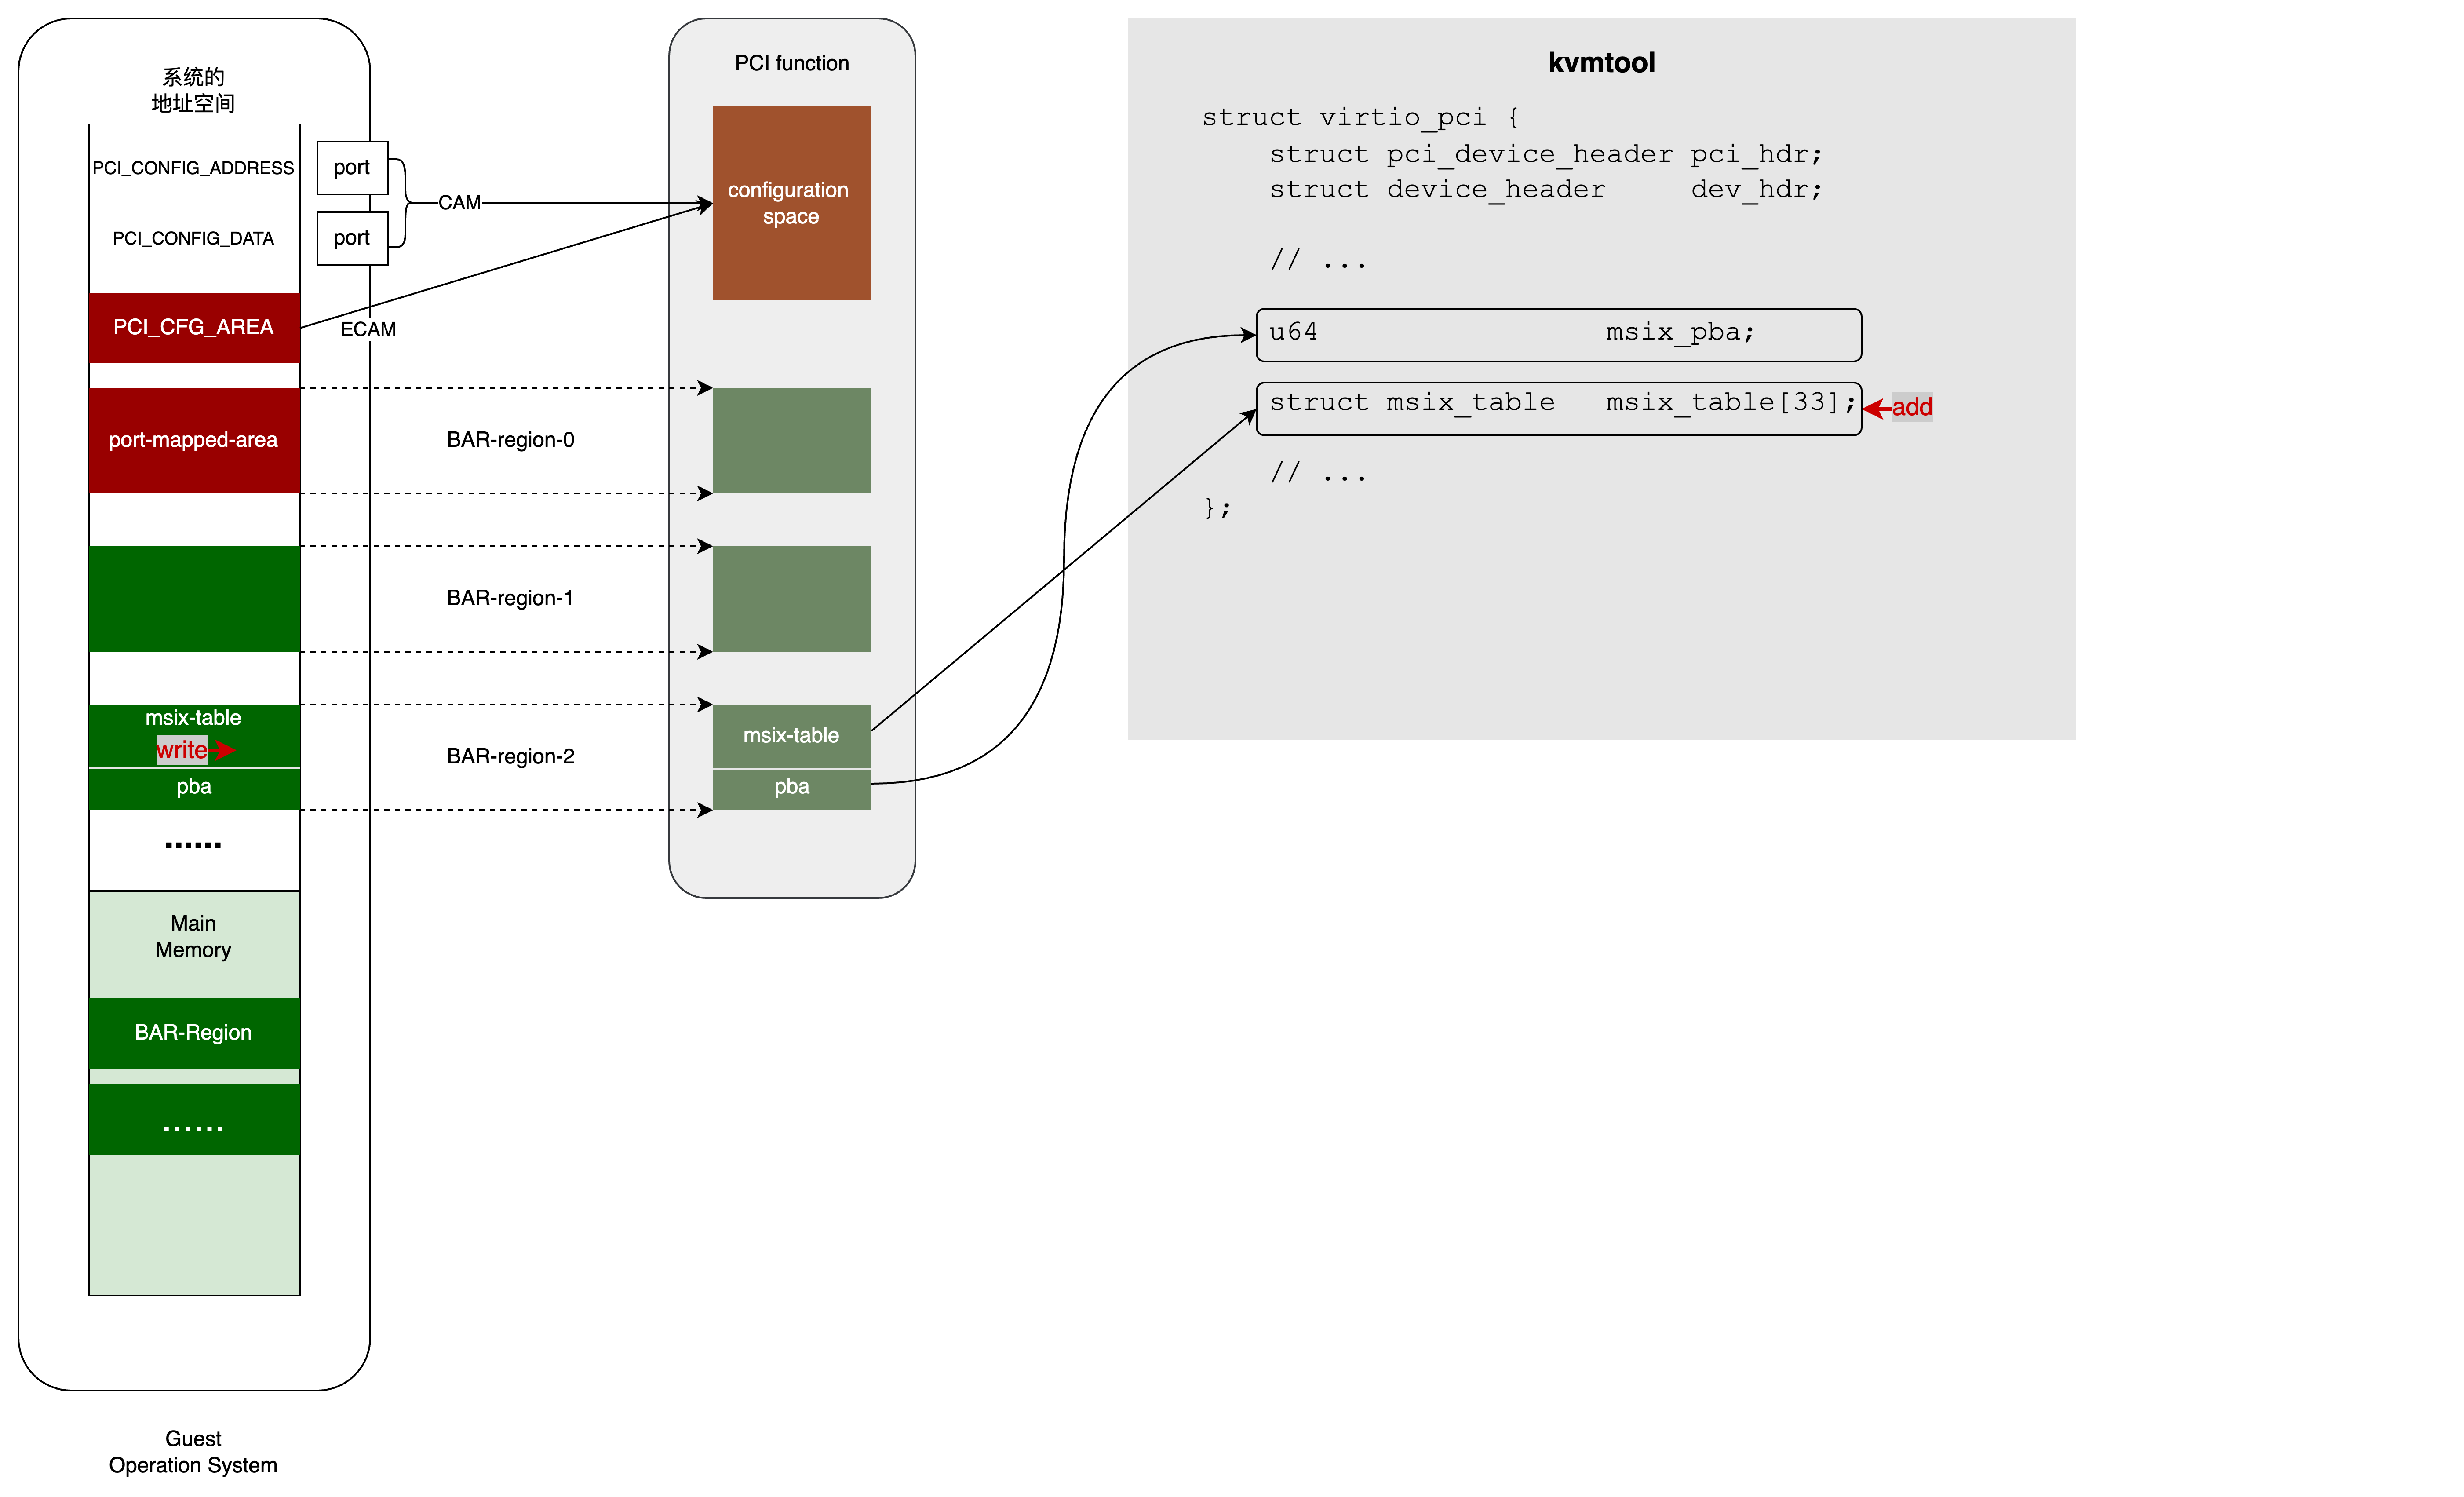 系统的
地址空间
PCI_CONFIG_ADDRESS
port
PCI_CONFIG_DATA
port
CAM
PCI_CFG_AREA
ECAM
port-mapped-area
BAR-region-0
BAR-region-1
msix-table
write
pba
BAR-region-2
......
Main
Memory
BAR-Region
......
Guest
Operation System
PCI function
configuration
space
msix-table
pba
kvmtool
struct virtio_pci {
    struct pci_device_header pci_hdr;
    struct device_header     dev_hdr;
    // ...
    u64                 msix_pba;
    struct msix_table   msix_table[33];
add
    // ...
};